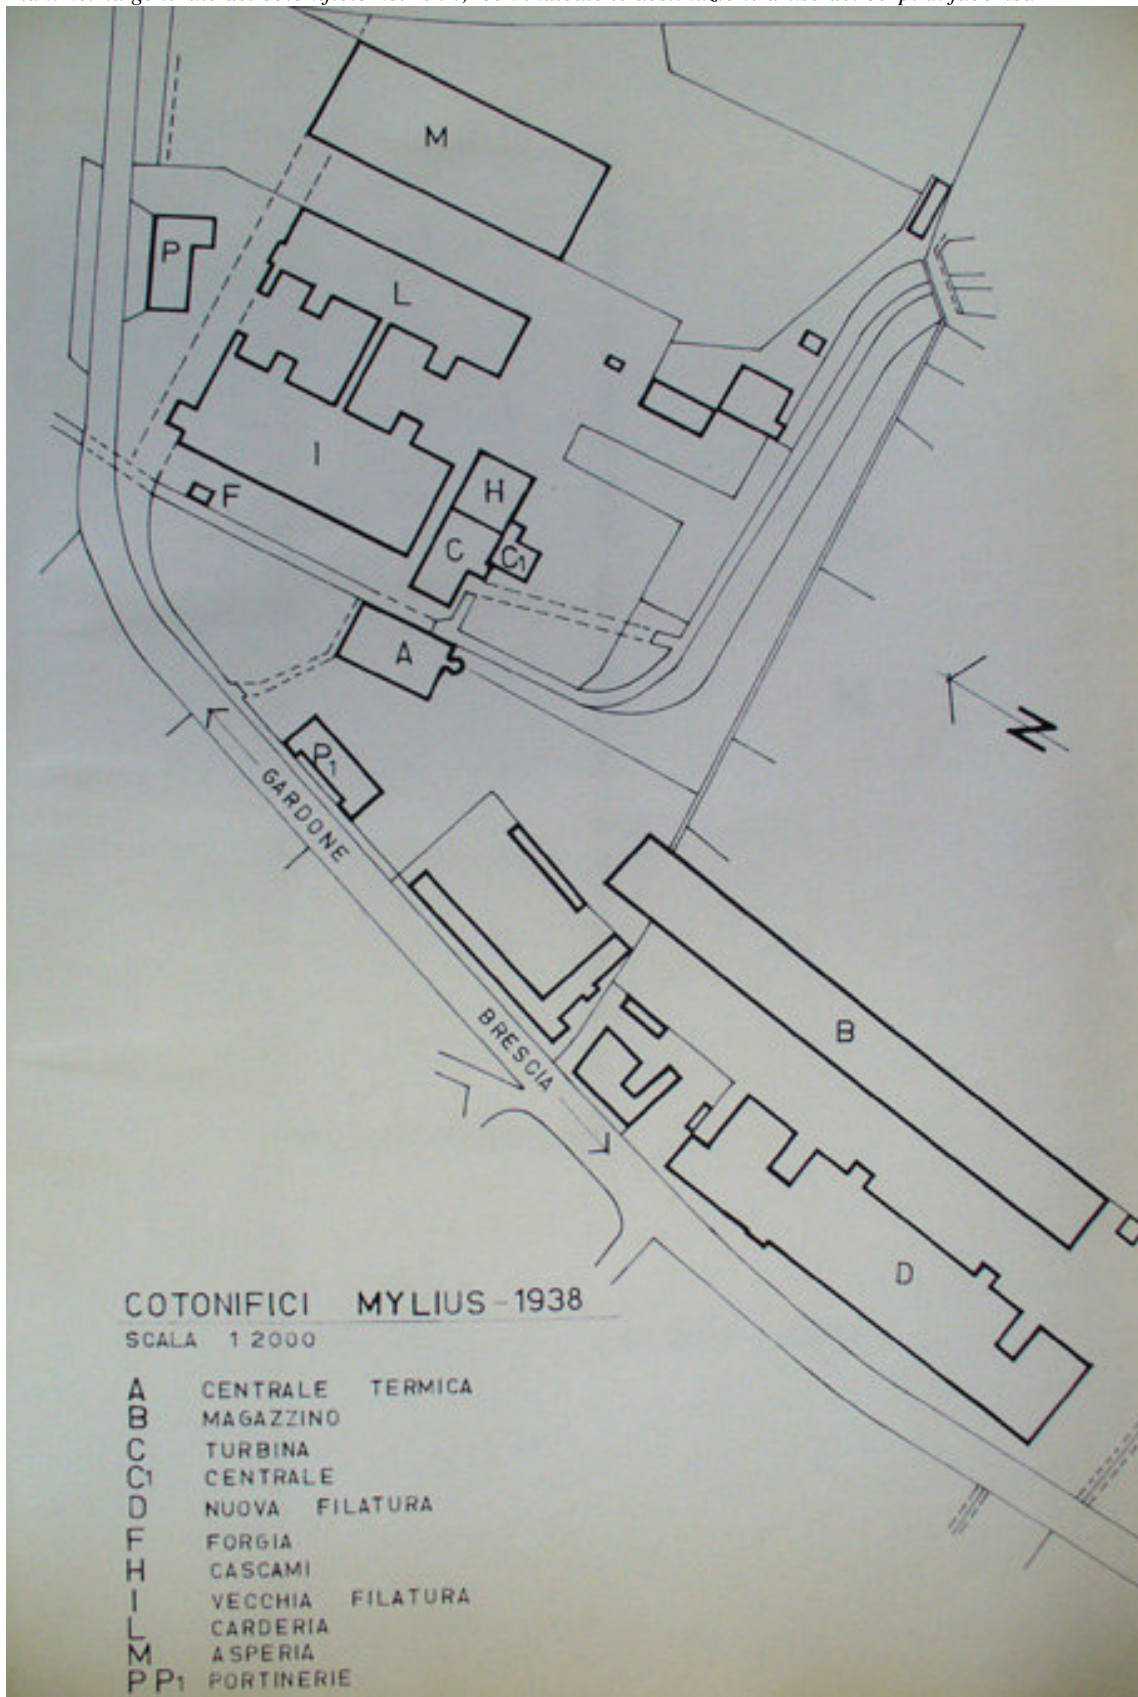 M
P
L
I
F
H
C
C1
A
P1
GARDONE
N
BRESCIA
B
D
COTONIFICI MYLIUS - 1938
SCALA 1 2000
A CENTRALE TERMICA
B MAGAZZINO
C TURBINA
C1 CENTRALE
D NUOVA FILATURA
F FORGIA
H CASCAMI
I VECCHIA FILATURA
L CARDERIA
M ASPERIA
P P1 PORTINERIE